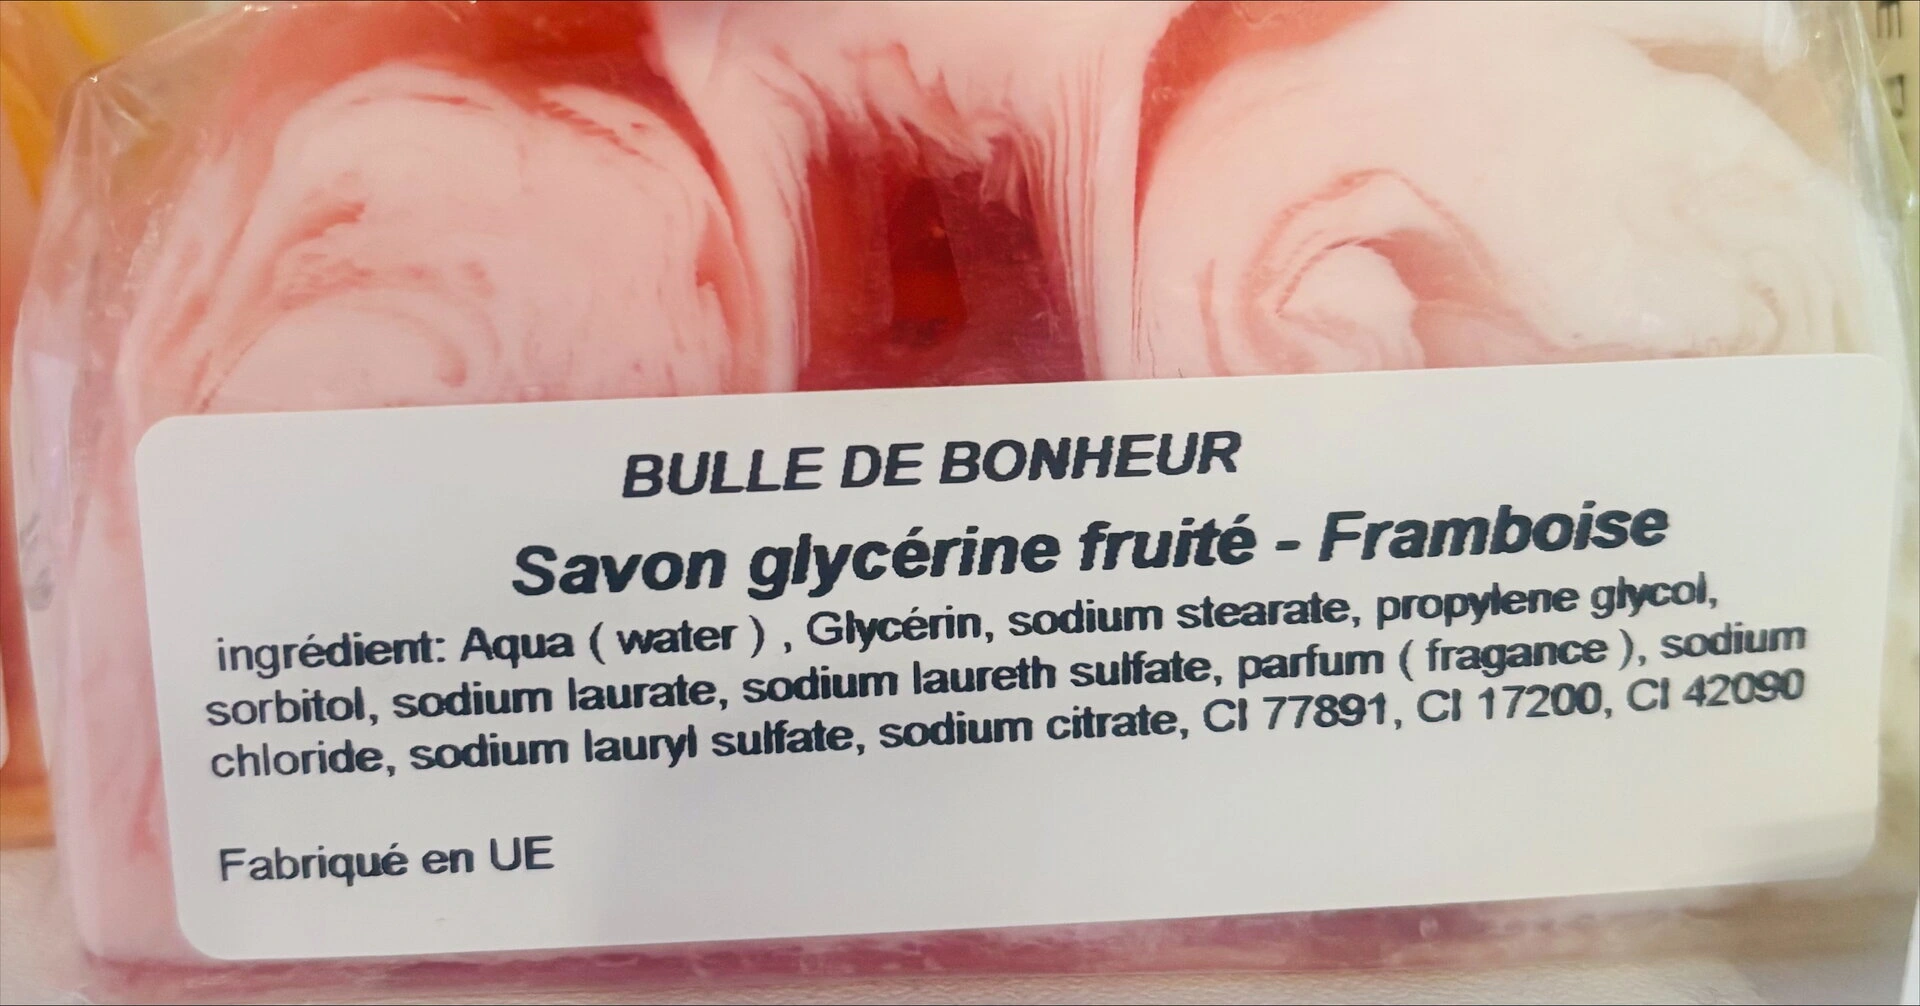 BULLE DE BONHEUR
Savon glycérine fruité - Framboise
ingrédient: Aqua ( water ) , Glycérin, sodium stearate, propylene glycol,
sorbitol, sodium laurate, sodium laureth sulfate, parfum ( fragance ), sodium
chloride, sodium lauryl sulfate, sodium citrate, CI 77891, CI 17200, CI 42090
Fabriqué en UE